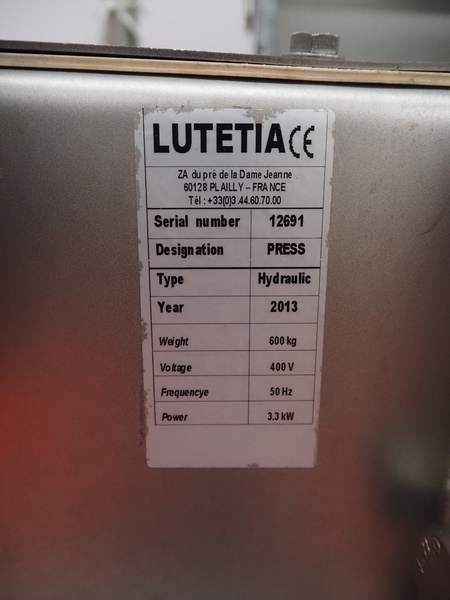 LUTETIA CE
ZA du pré de la Dame Jeanne
60128 PLAILLY – FRANCE
Tél : +33(0)3.44.60.70.00
Serial number 12691
Designation PRESS
Type Hydraulic
Year 2013
Weight 600 kg
Voltage 400 V
Frequencye 50 Hz
Power 3.3 kW